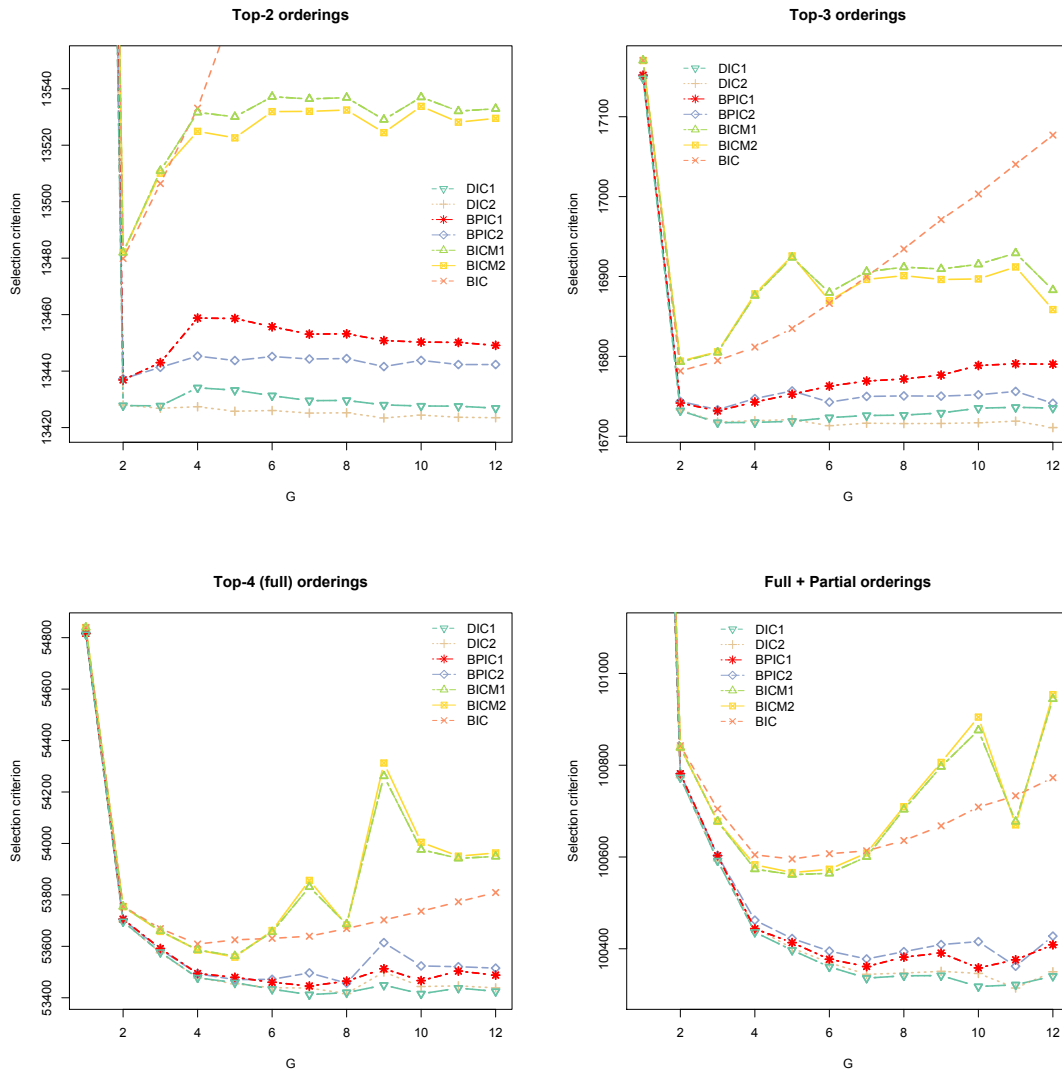 Top-2 orderings
Selection criterion
13420 13440 13460 13480 13500 13520 13540
DIC1
DIC2
BPIC1
BPIC2
BICM1
BICM2
BIC
2 4 6 8 10 12
G
Top-3 orderings
Selection criterion
16700 16800 16900 17000 17100
DIC1
DIC2
BPIC1
BPIC2
BICM1
BICM2
BIC
2 4 6 8 10 12
G
Top-4 (full) orderings
Selection criterion
53400 53600 53800 54000 54200 54400 54600 54800
DIC1
DIC2
BPIC1
BPIC2
BICM1
BICM2
BIC
2 4 6 8 10 12
G
Full + Partial orderings
Selection criterion
100400 100600 100800 101000
DIC1
DIC2
BPIC1
BPIC2
BICM1
BICM2
BIC
2 4 6 8 10 12
G